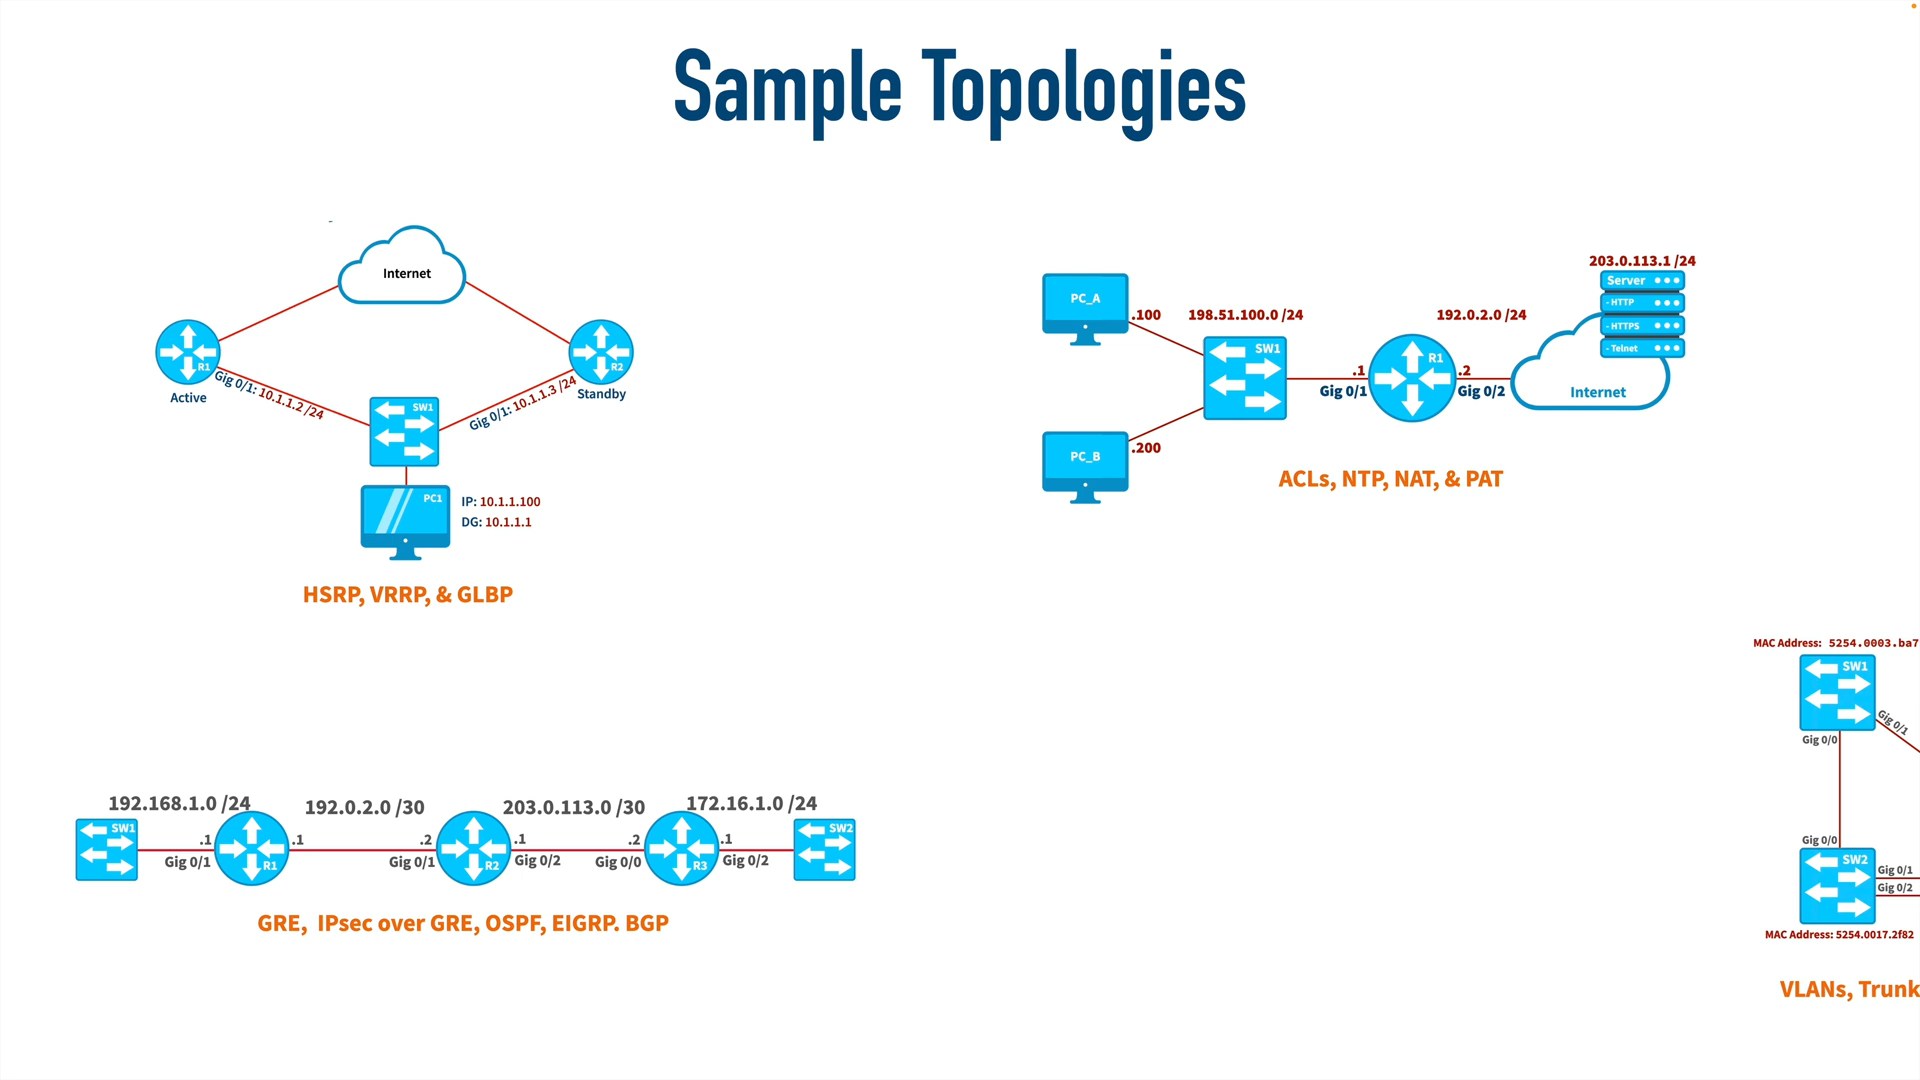 Sample Topologies
Internet
R1
Active
R2
Standby
Gig 0/1: 10.1.1.2 /24
Gig 0/1: 10.1.1.3 /24
SW1
PC1
IP: 10.1.1.100
DG: 10.1.1.1
HSRP, VRRP, & GLBP
203.0.113.1 /24
Server
- HTTP
- HTTPS
- Telnet
PC_A
.100
198.51.100.0 /24
192.0.2.0 /24
SW1
R1
.1
.2
Gig 0/1
Gig 0/2
Internet
PC_B
.200
ACLs, NTP, NAT, & PAT
192.168.1.0 /24
192.0.2.0 /30
203.0.113.0 /30
172.16.1.0 /24
SW1
.1
Gig 0/1
R1
.1
.2
Gig 0/1
R2
.1
Gig 0/2
.2
Gig 0/0
R3
.1
Gig 0/2
SW2
GRE,  IPsec over GRE, OSPF, EIGRP. BGP
MAC Address: 5254.0003.ba7
SW1
Gig 0/1
Gig 0/0
Gig 0/0
SW2
Gig 0/1
Gig 0/2
MAC Address: 5254.0017.2f82
VLANs, Trunk